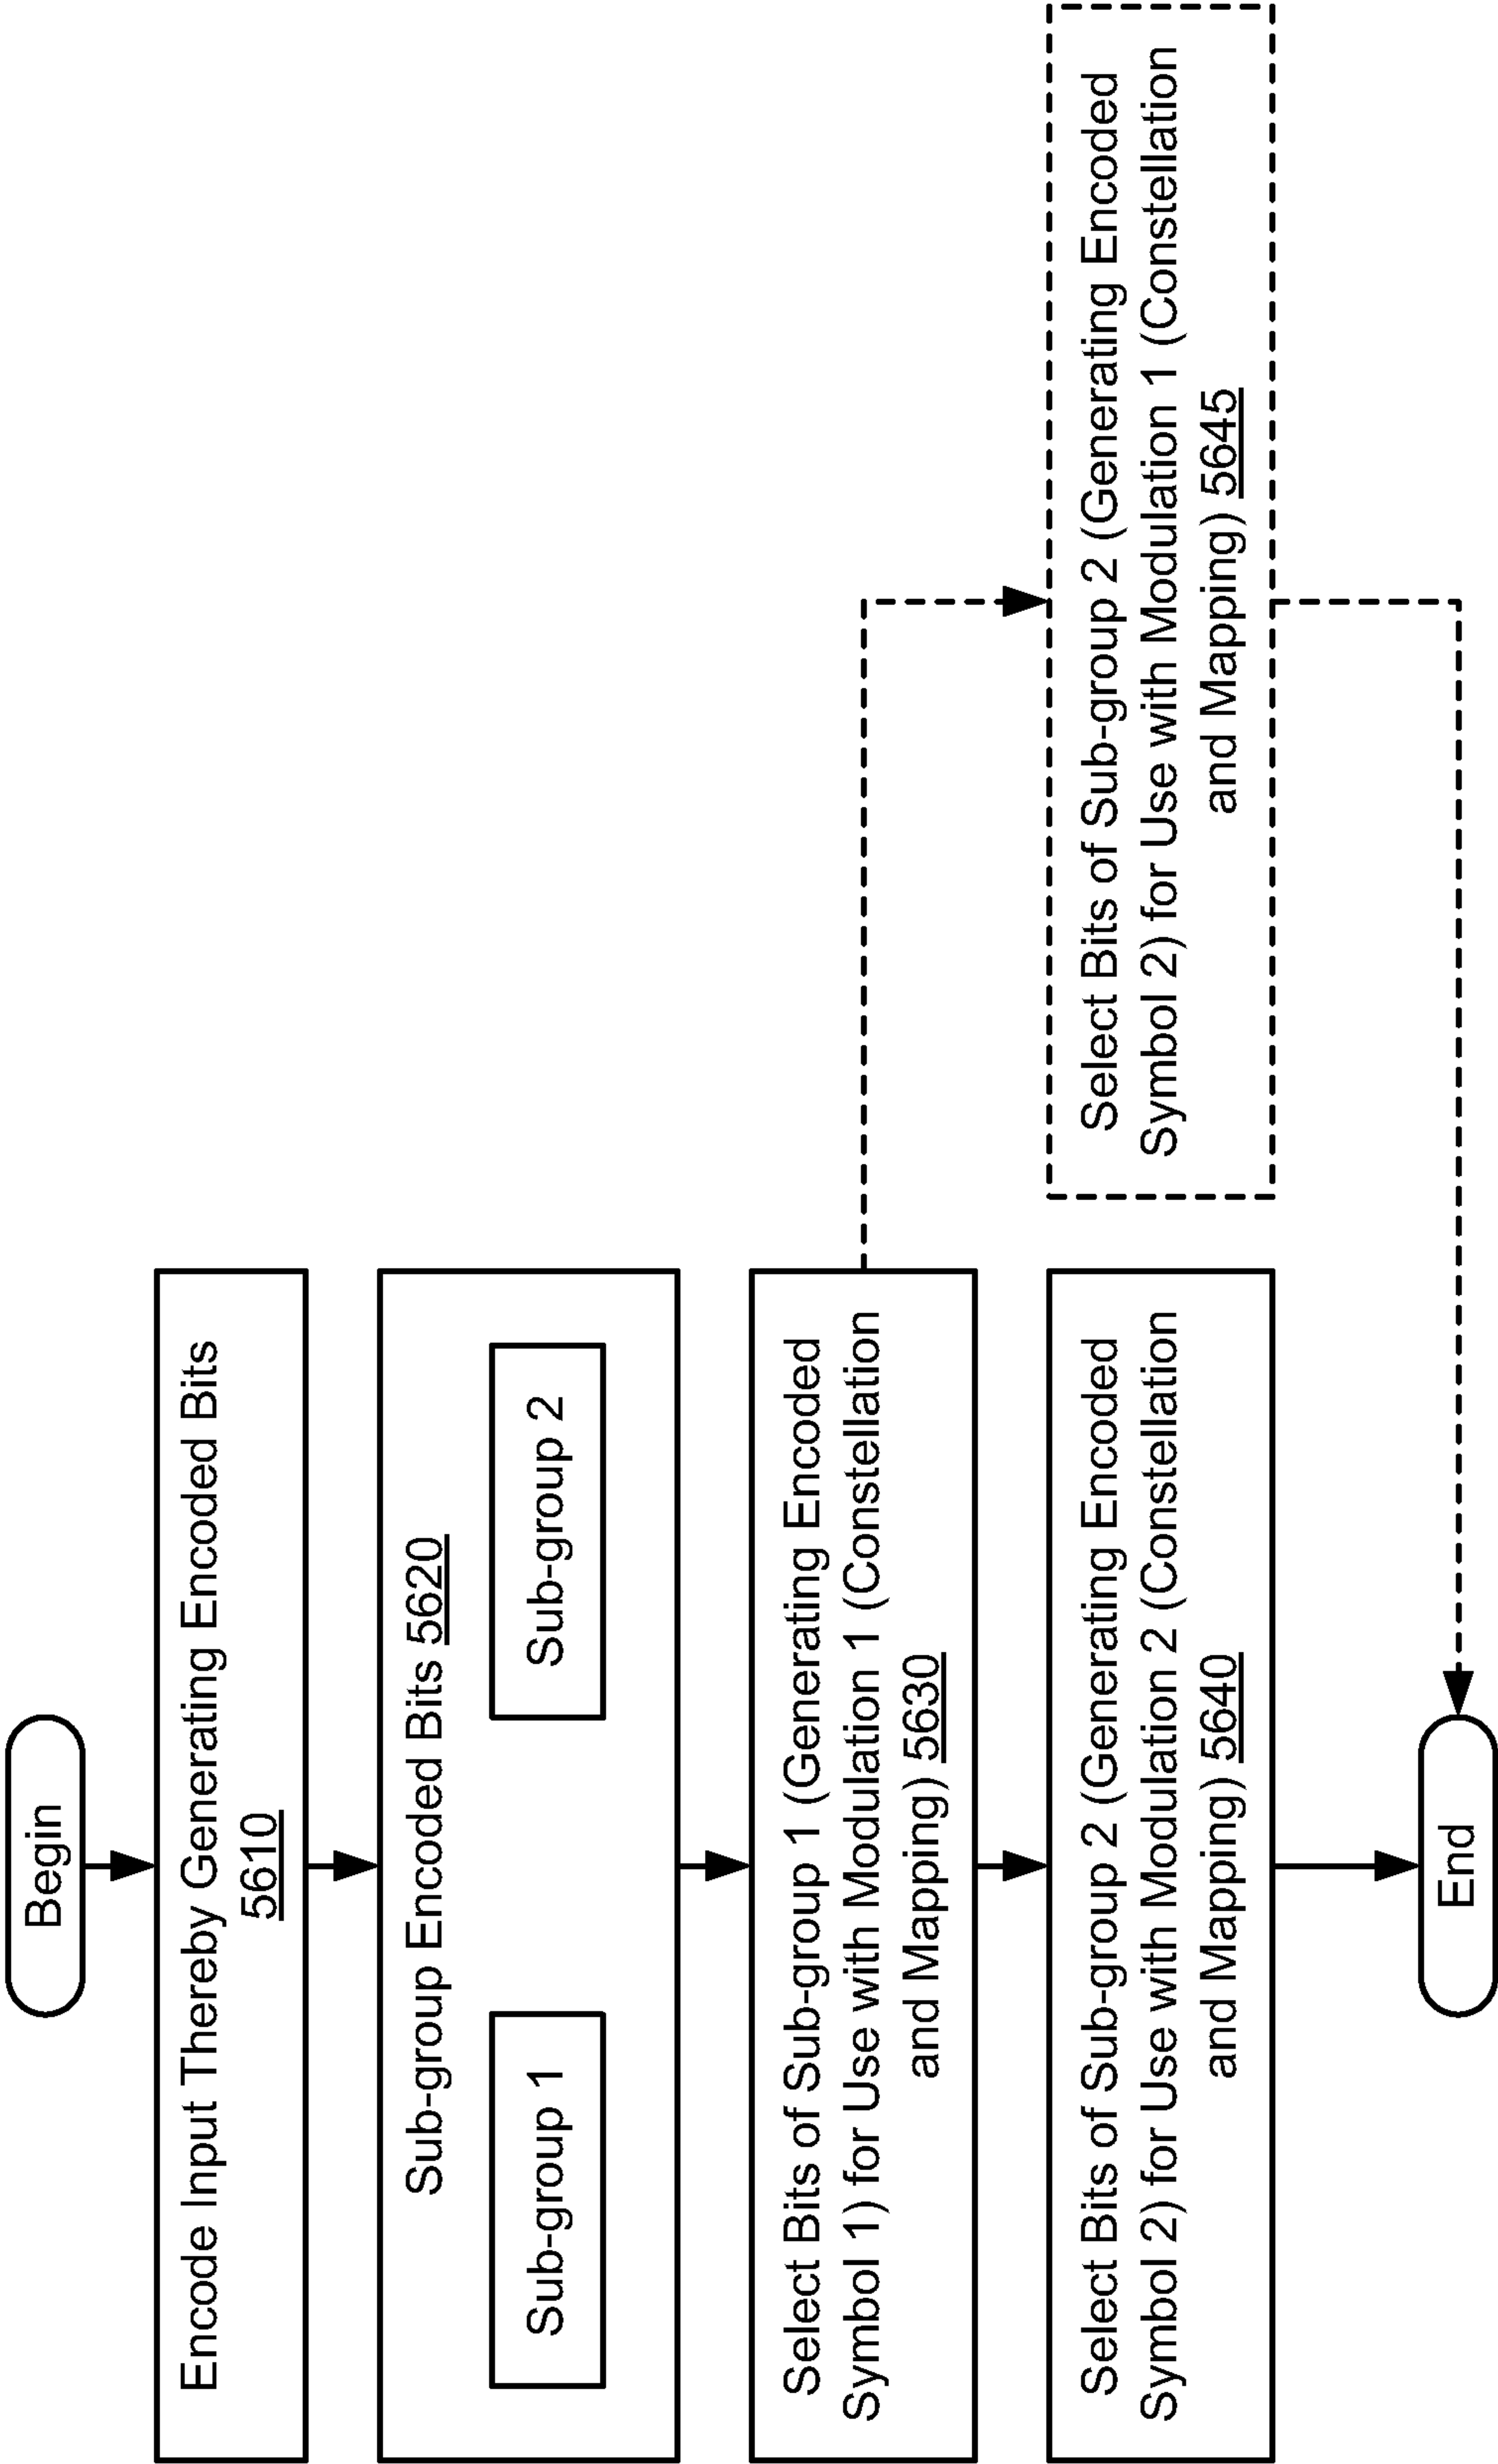 Begin
Encode Input Thereby Generating Encoded Bits
5610
Sub-group Encoded Bits 5620
Sub-group 1
Sub-group 2
Select Bits of Sub-group 1 (Generating Encoded
Symbol 1) for Use with Modulation 1 (Constellation
and Mapping) 5630
Select Bits of Sub-group 2 (Generating Encoded
Symbol 2) for Use with Modulation 2 (Constellation
and Mapping) 5640
Select Bits of Sub-group 2 (Generating Encoded
Symbol 2) for Use with Modulation 1 (Constellation
and Mapping) 5645
End